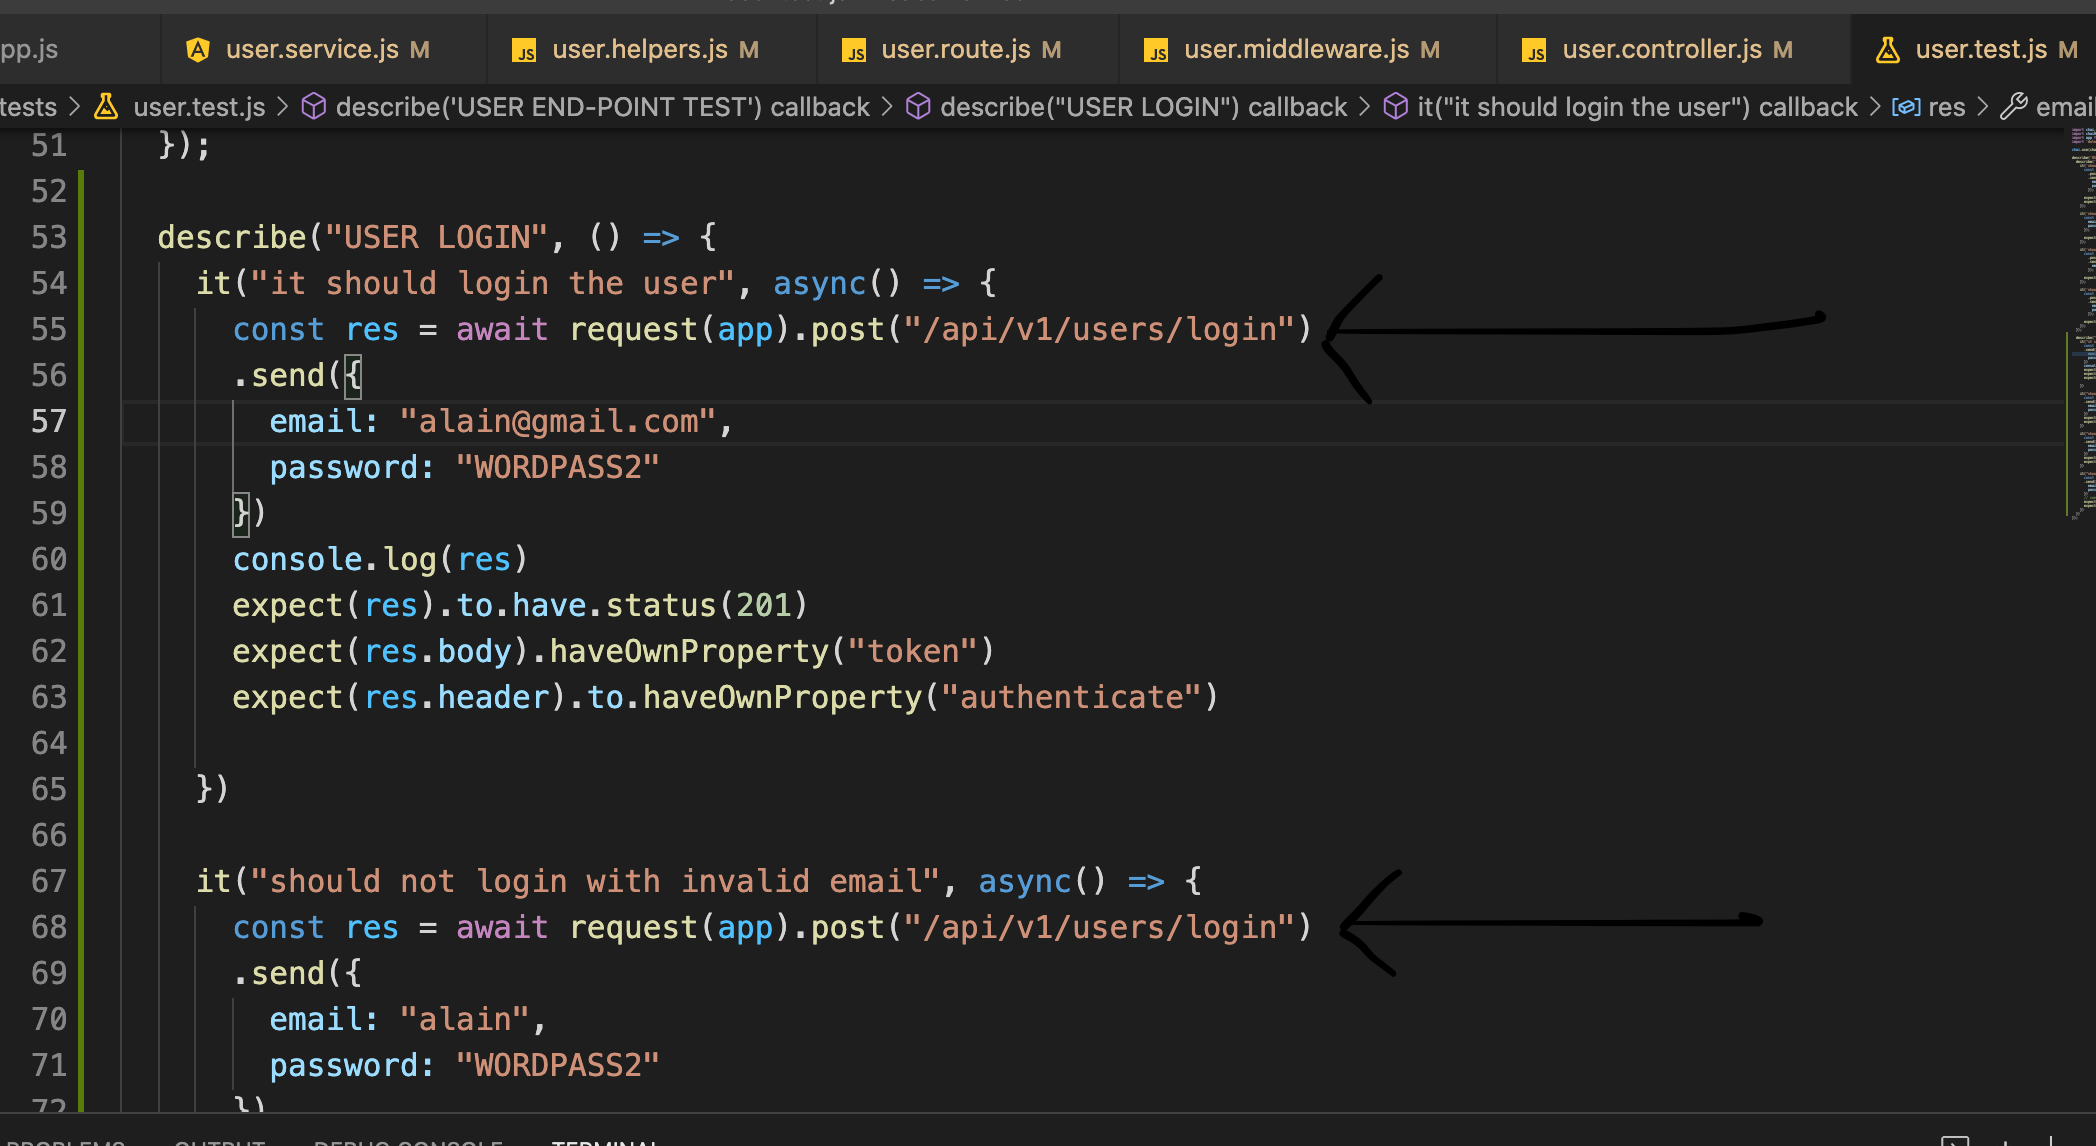 pp.js user.service.js M JS user.helpers.js M JS user.route.js M JS user.middleware.js M JS user.controller.js M user.test.js M
tests > user.test.js > describe('USER END-POINT TEST') callback > describe("USER LOGIN") callback > it("it should login the user") callback > res > email
51 });
52
53 describe("USER LOGIN", () => {
54 it("it should login the user", async() => {
55 const res = await request(app).post("/api/v1/users/login")
56 .send({
57 email: "alain@gmail.com",
58 password: "WORDPASS2"
59 })
60 console.log(res)
61 expect(res).to.have.status(201)
62 expect(res.body).haveOwnProperty("token")
63 expect(res.header).to.haveOwnProperty("authenticate")
64
65 })
66
67 it("should not login with invalid email", async() => {
68 const res = await request(app).post("/api/v1/users/login")
69 .send({
70 email: "alain",
71 password: "WORDPASS2"
72 })
PROBLEMS OUTPUT DEBUG CONSOLE TERMINAL